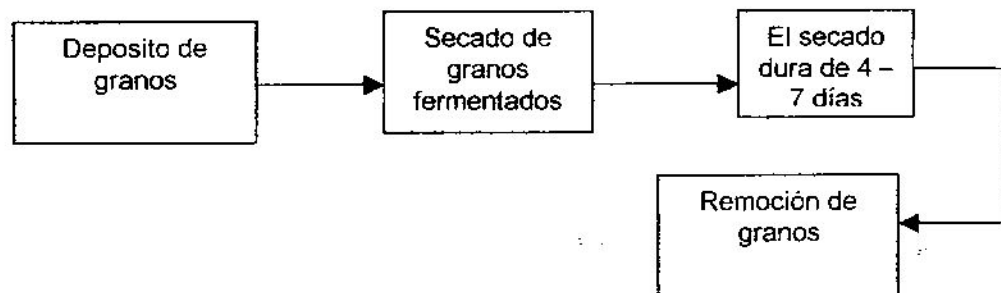 Deposito de
granos
Secado de
granos
fermentados
El secado
dura de 4 –
7 días
Remoción de
granos